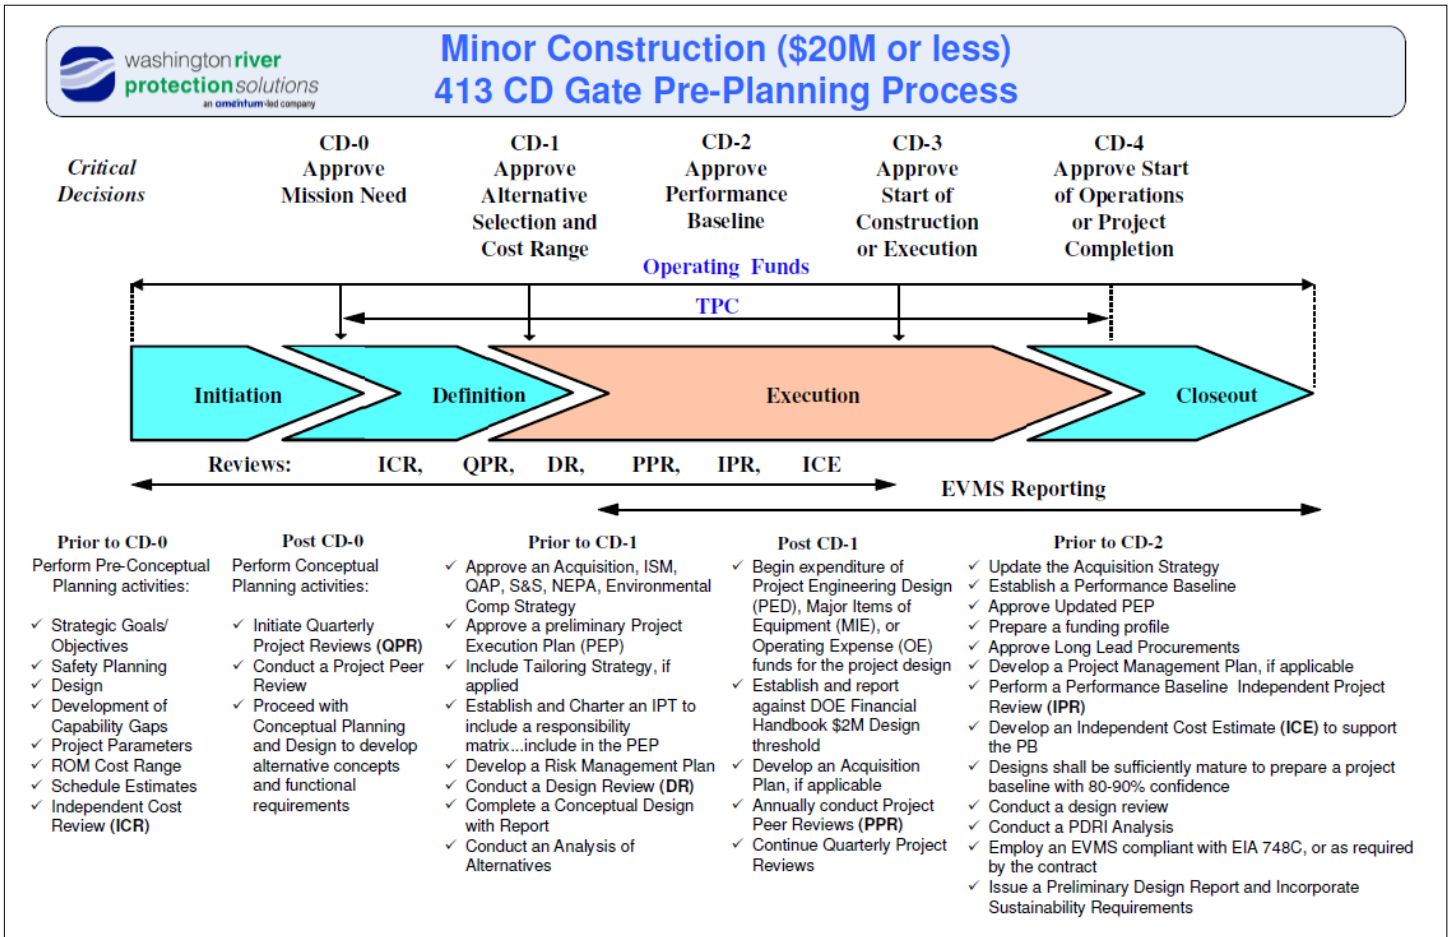 washington river
protection solutions
an amentum-led company
Minor Construction ($20M or less)
413 CD Gate Pre-Planning Process
Critical
Decisions
CD-0
Approve
Mission Need
CD-1
Approve
Alternative
Selection and
Cost Range
CD-2
Approve
Performance
Baseline
CD-3
Approve
Start of
Construction
or Execution
CD-4
Approve Start
of Operations
or Project
Completion
Operating Funds
TPC
Initiation
Definition
Execution
Closeout
Reviews: ICR, QPR, DR, PPR, IPR, ICE
EVMS Reporting
Prior to CD-0
Perform Pre-Conceptual
Planning activities:
✓ Strategic Goals/
Objectives
✓ Safety Planning
✓ Design
✓ Development of
Capability Gaps
✓ Project Parameters
✓ ROM Cost Range
✓ Schedule Estimates
✓ Independent Cost
Review (ICR)
Post CD-0
Perform Conceptual
Planning activities:
✓ Initiate Quarterly
Project Reviews (QPR)
✓ Conduct a Project Peer
Review
✓ Proceed with
Conceptual Planning
and Design to develop
alternative concepts
and functional
requirements
Prior to CD-1
✓ Approve an Acquisition, ISM,
QAP, S&S, NEPA, Environmental
Comp Strategy
✓ Approve a preliminary Project
Execution Plan (PEP)
✓ Include Tailoring Strategy, if
applied
✓ Establish and Charter an IPT to
include a responsibility
matrix...include in the PEP
✓ Develop a Risk Management Plan
✓ Conduct a Design Review (DR)
✓ Complete a Conceptual Design
with Report
✓ Conduct an Analysis of
Alternatives
Post CD-1
✓ Begin expenditure of
Project Engineering Design
(PED), Major Items of
Equipment (MIE), or
Operating Expense (OE)
funds for the project design
✓ Establish and report
against DOE Financial
Handbook $2M Design
threshold
✓ Develop an Acquisition
Plan, if applicable
✓ Annually conduct Project
Peer Reviews (PPR)
✓ Continue Quarterly Project
Reviews
Prior to CD-2
✓ Update the Acquisition Strategy
✓ Establish a Performance Baseline
✓ Approve Updated PEP
✓ Prepare a funding profile
✓ Approve Long Lead Procurements
✓ Develop a Project Management Plan, if applicable
✓ Perform a Performance Baseline Independent Project
Review (IPR)
✓ Develop an Independent Cost Estimate (ICE) to support
the PB
✓ Designs shall be sufficiently mature to prepare a project
baseline with 80-90% confidence
✓ Conduct a design review
✓ Conduct a PDRI Analysis
✓ Employ an EVMS compliant with EIA 748C, or as required
by the contract
✓ Issue a Preliminary Design Report and Incorporate
Sustainability Requirements